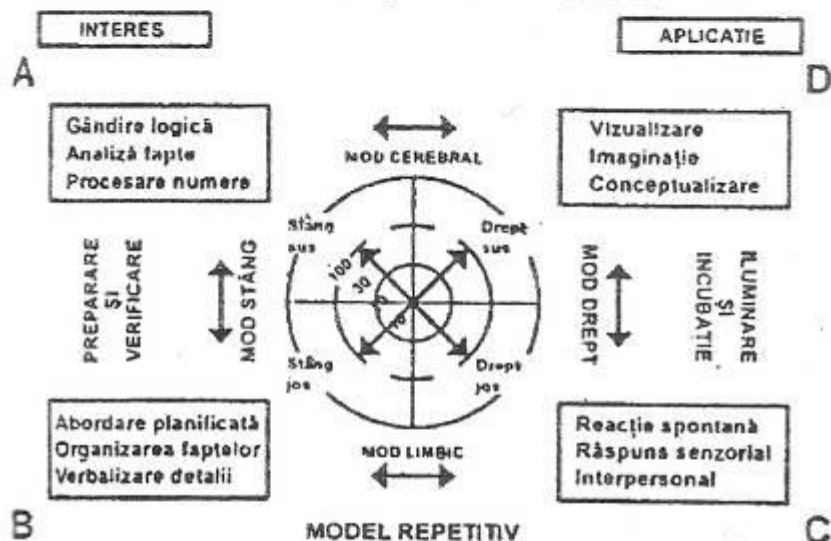 INTERES
APLICATIE
A
D
Gândire logică
Analiză fapte
Procesare numere
MOD CEREBRAL
Vizualizare
Imaginație
Conceptualizare
Stâng
sus
Drept
sus
100
30
PREPARARE
ȘI
VERIFICARE
MOD STÂNG
MOD DREPT
ILUMINARE
ȘI
INCUBAȚIE
Stâng
jos
Drept
jos
Abordare planificată
Organizarea faptelor
Verbalizare detalii
MOD LIMBIC
Reacție spontană
Răspuns senzorial
Interpersonal
B
MODEL REPETITIV
C